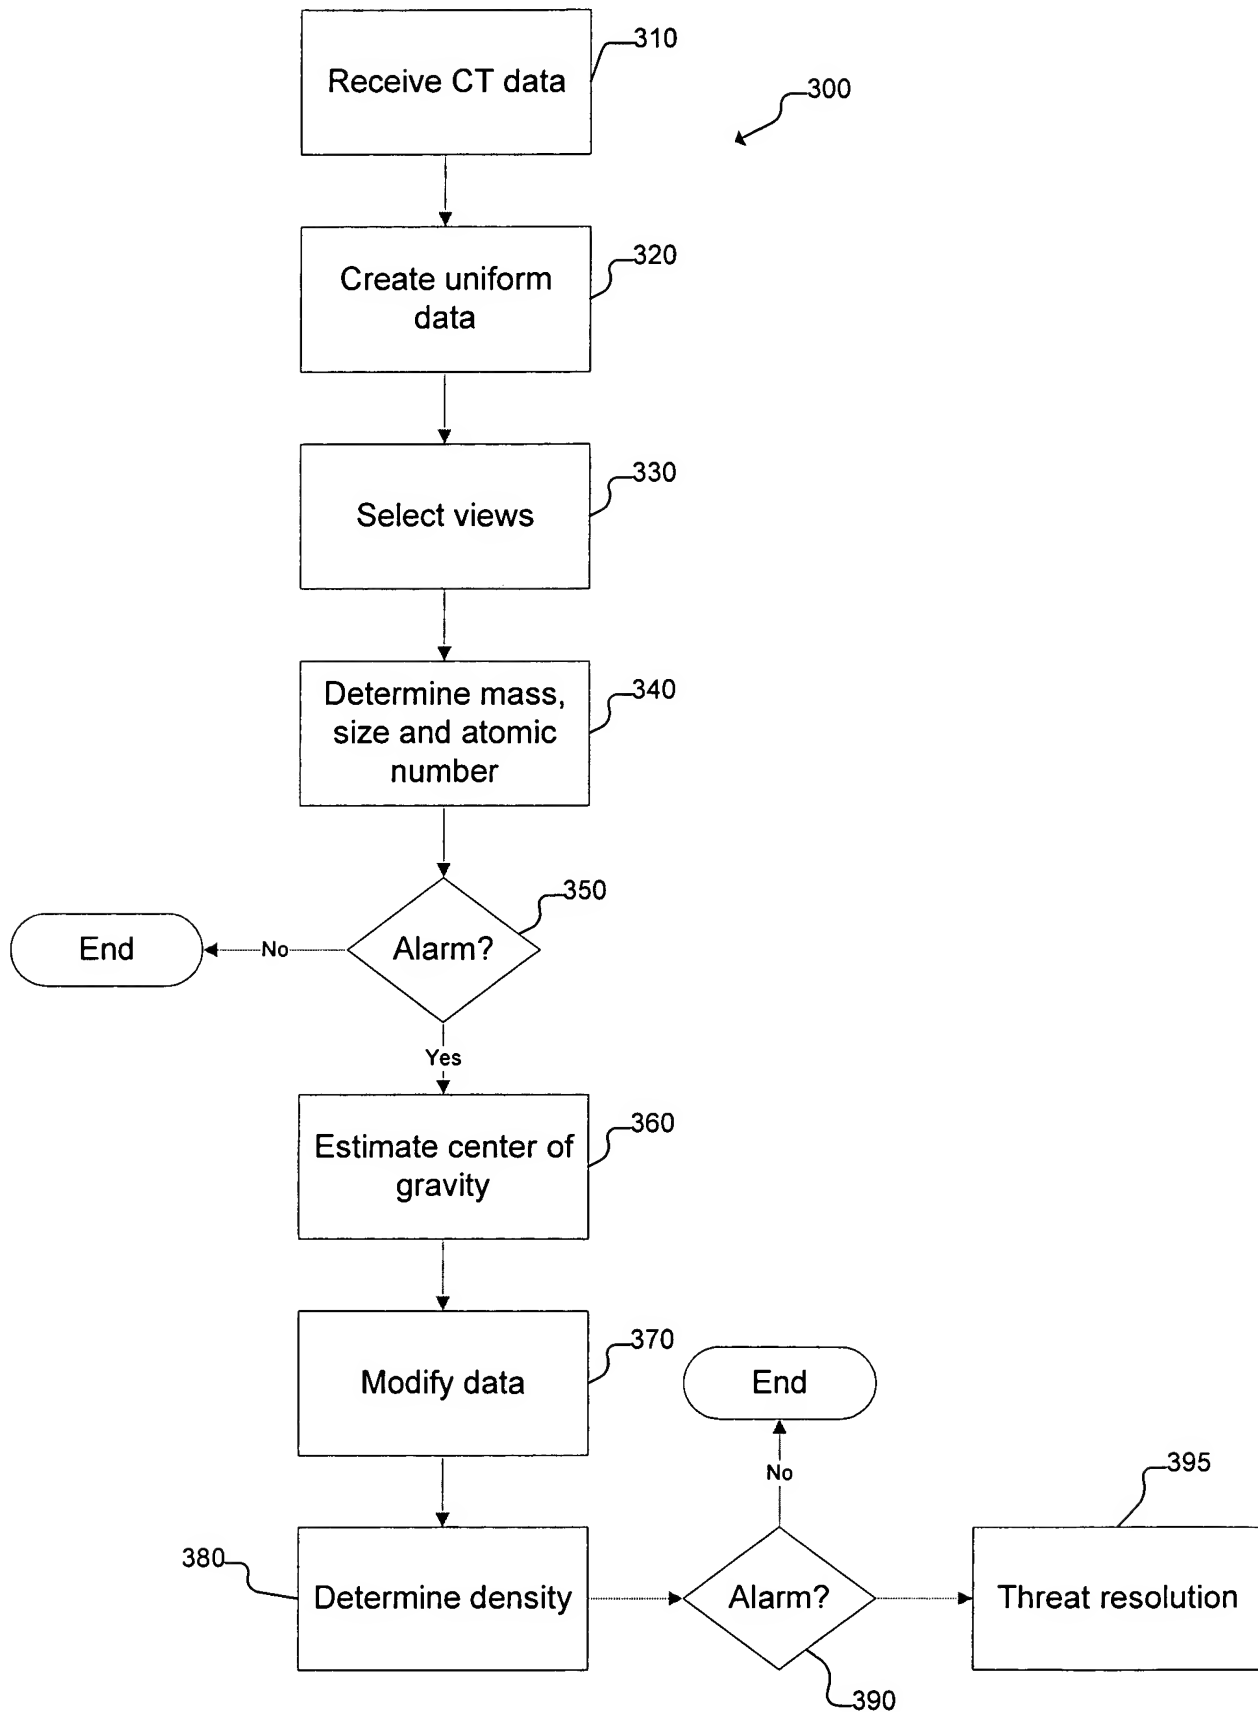 310
Receive CT data
300
320
Create uniform
data
330
Select views
340
Determine mass,
size and atomic
number
350
End
No
Alarm?
Yes
360
Estimate center of
gravity
370
Modify data
End
No
395
380
Determine density
Alarm?
Threat resolution
390